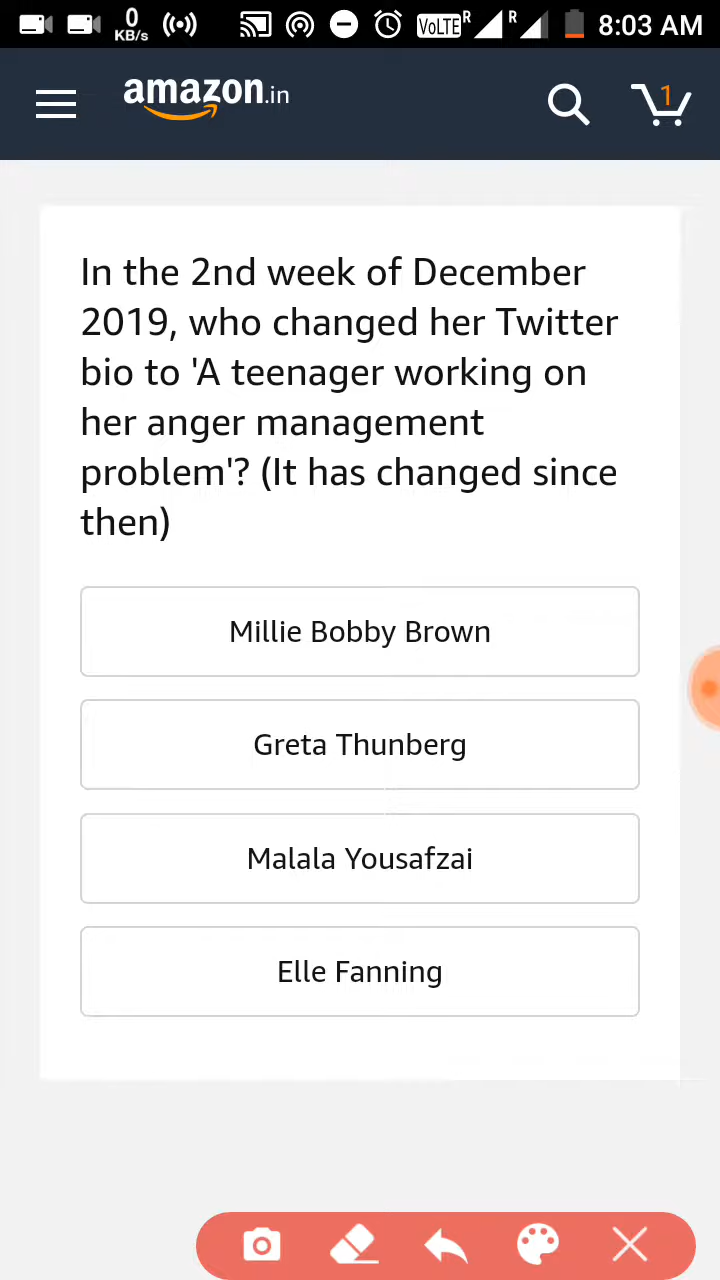 0
KB/s
VoLTE R R 8:03 AM
amazon.in
1
In the 2nd week of December
2019, who changed her Twitter
bio to 'A teenager working on
her anger management
problem'? (It has changed since
then)
Millie Bobby Brown
Greta Thunberg
Malala Yousafzai
Elle Fanning